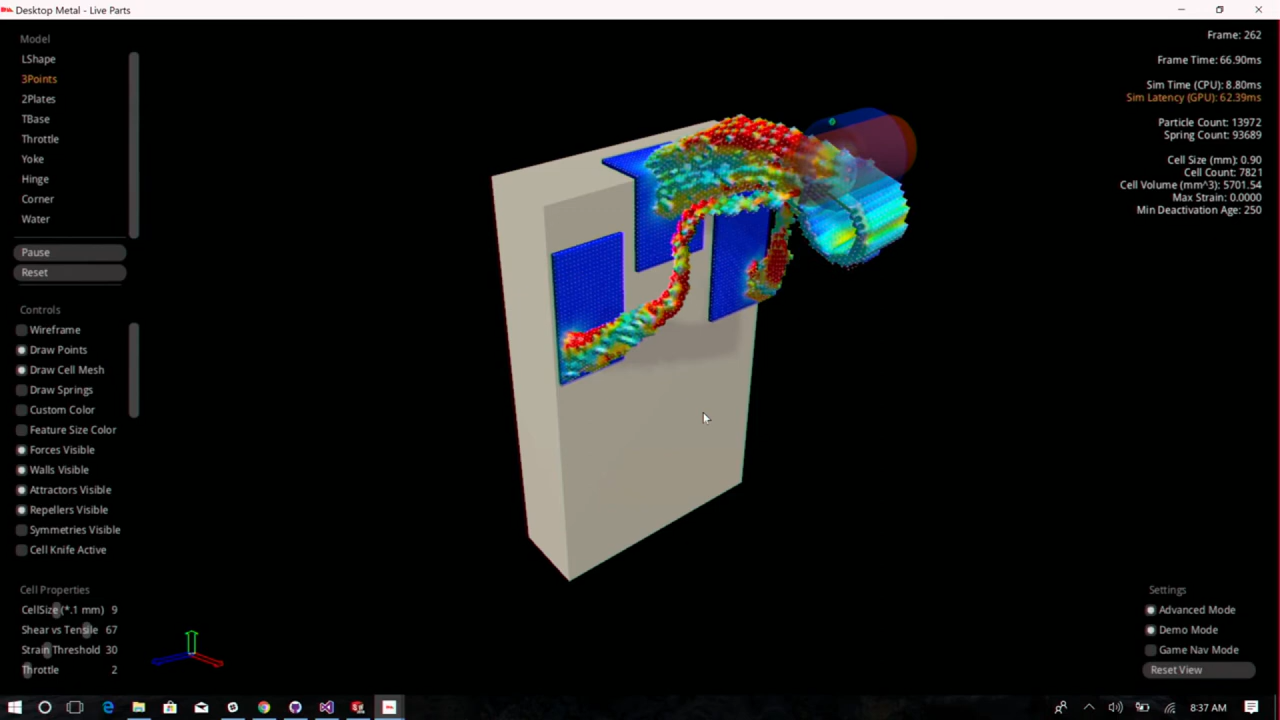 Desktop Metal - Live Parts
Model
LShape
3Points
2Plates
TBase
Throttle
Yoke
Hinge
Corner
Water
Pause
Reset
Controls
Wireframe
Draw Points
Draw Cell Mesh
Draw Springs
Custom Color
Feature Size Color
Forces Visible
Walls Visible
Attractors Visible
Repellers Visible
Symmetries Visible
Cell Knife Active
Cell Properties
CellSize (*.1 mm) 9
Shear vs Tensile 67
Strain Threshold 30
Throttle 2
Frame: 262
Frame Time: 66.90ms
Sim Time (CPU): 8.80ms
Sim Latency (GPU): 62.39ms
Particle Count: 13972
Spring Count: 93689
Cell Size (mm): 0.90
Cell Count: 7821
Cell Volume (mm^3): 5701.54
Max Strain: 0.0000
Min Deactivation Age: 250
Settings
Advanced Mode
Demo Mode
Game Nav Mode
Reset View
8:37 AM